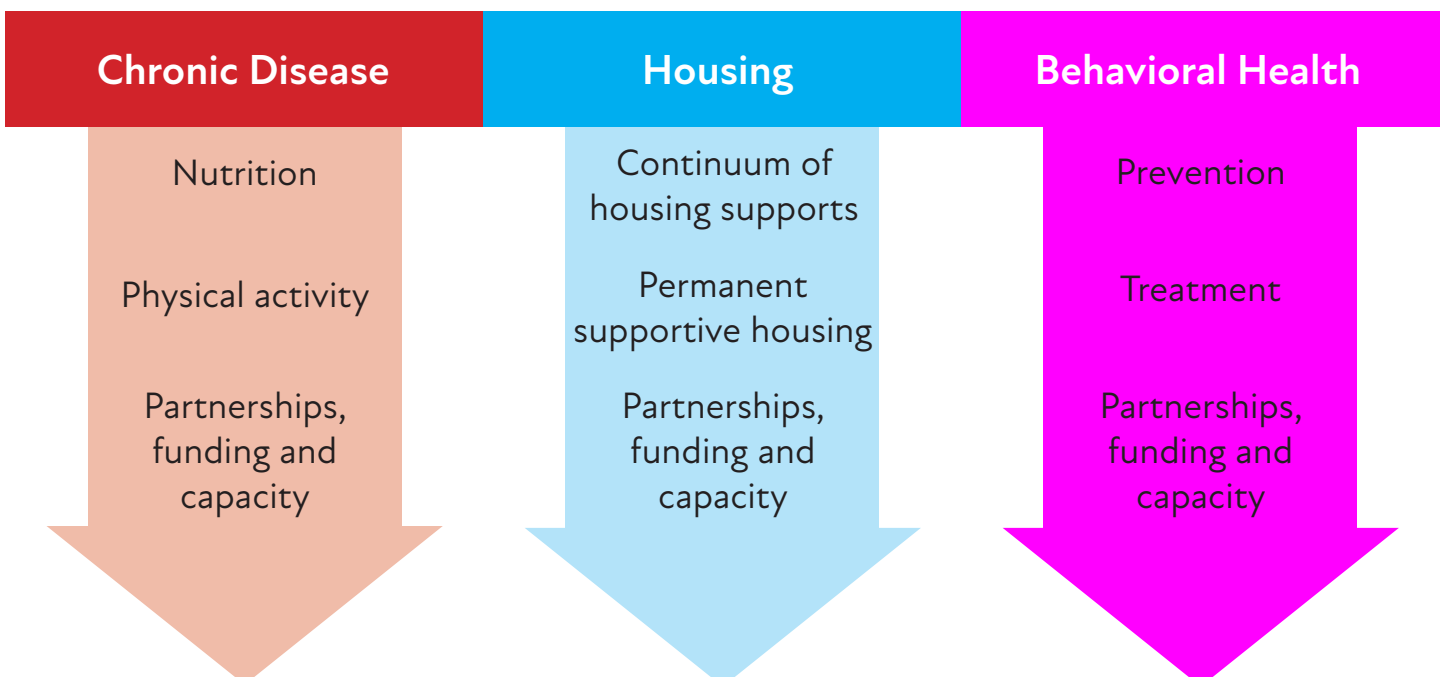 Chronic Disease
Nutrition
Physical activity
Partnerships,
funding and
capacity
Housing
Continuum of
housing supports
Permanent
supportive housing
Partnerships,
funding and
capacity
Behavioral Health
Prevention
Treatment
Partnerships,
funding and
capacity